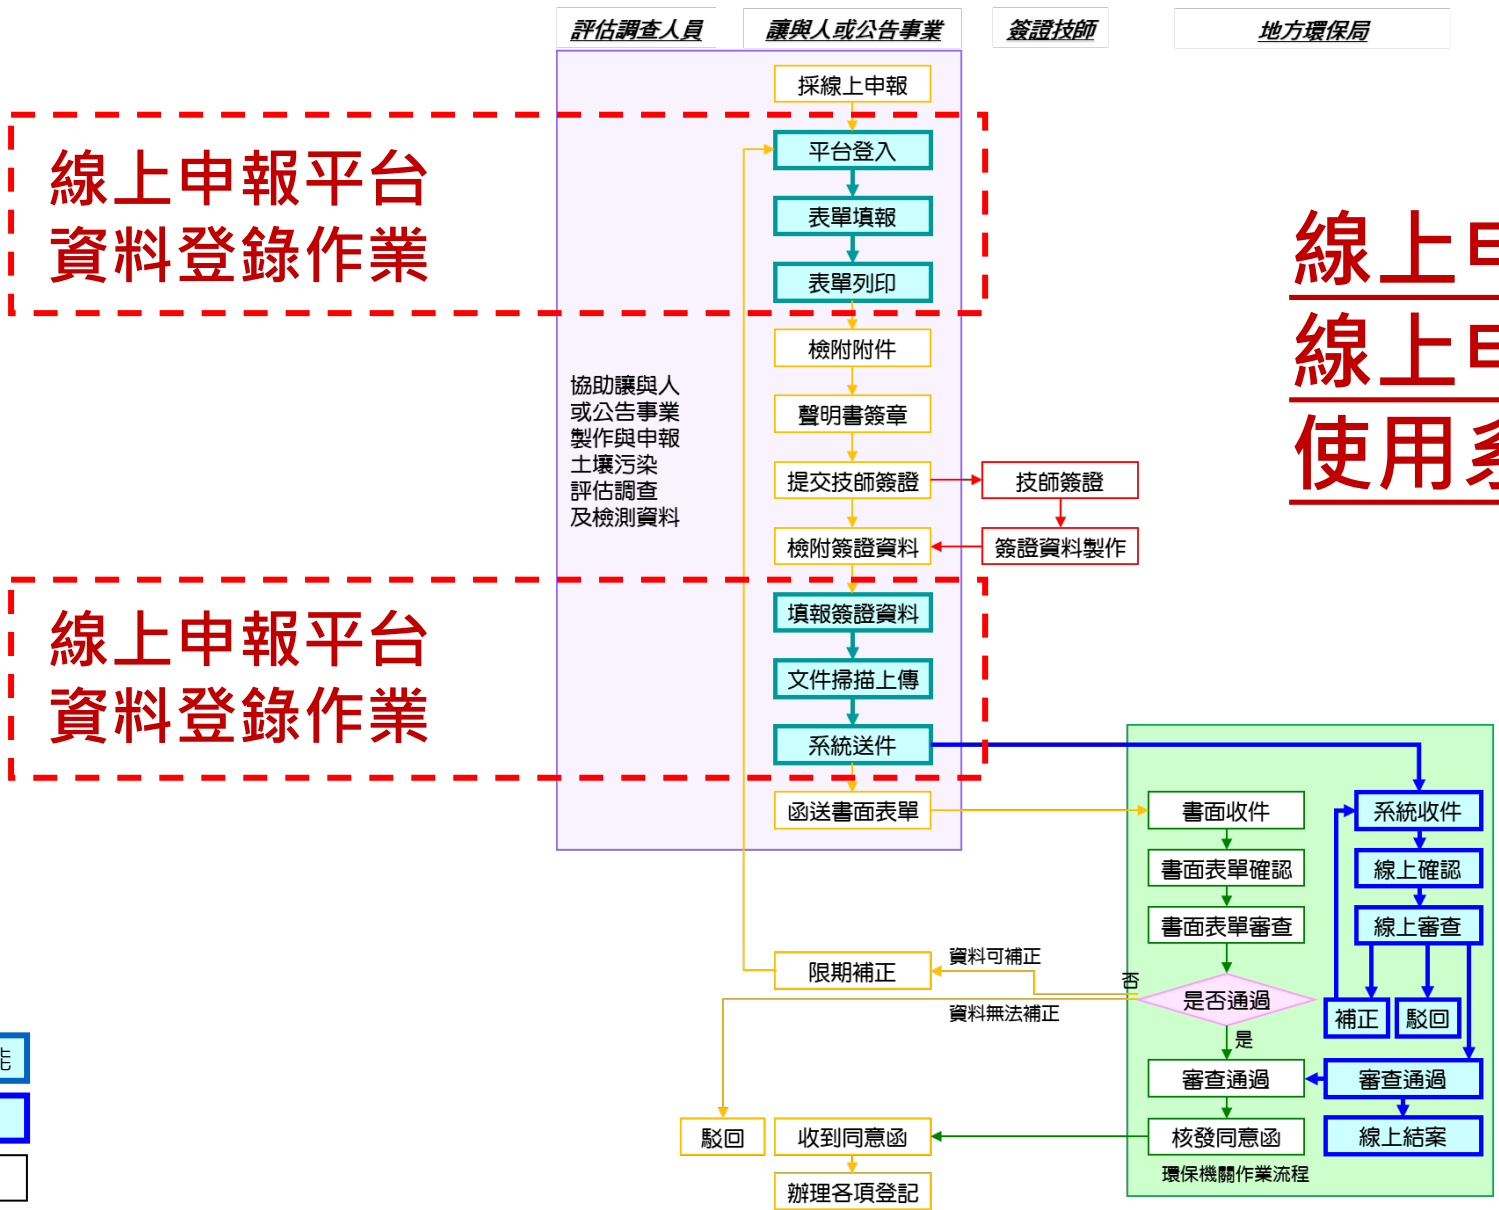 評估調查人員
讓與人或公告事業
簽證技師
地方環保局
採線上申報
線上申報平台
資料登錄作業
平台登入
表單填報
表單列印
線上
線上
使用
檢附附件
協助讓與人
或公告事業
製作與申報
土壤污染
評估調查
及檢測資料
聲明書簽章
提交技師簽證
技師簽證
檢附簽證資料
簽證資料製作
線上申報平台
資料登錄作業
填報簽證資料
文件掃描上傳
系統送件
函送書面表單
書面收件
系統收件
書面表單確認
線上確認
書面表單審查
線上審查
資料可補正
限期補正
否
是否通過
資料無法補正
補正
駁回
是
審查通過
審查通過
駁回
收到同意函
核發同意函
線上結案
環保機關作業流程
辦理各項登記